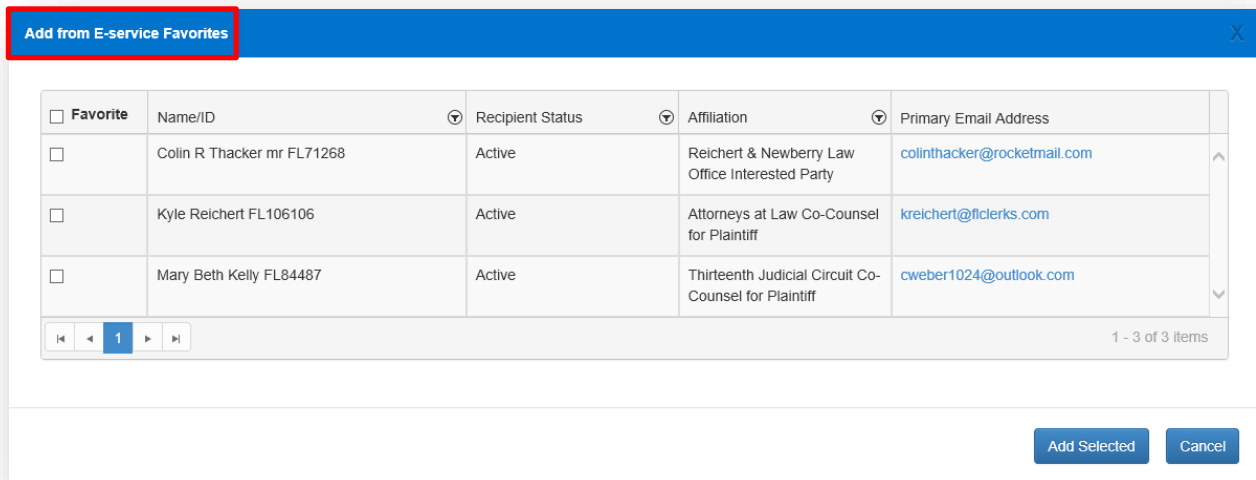 Add from E-service Favorites X
Favorite Name/ID Recipient Status Affiliation Primary Email Address
Colin R Thacker mr FL71268 Active Reichert & Newberry Law colinthacker@rocketmail.com
Office Interested Party
Kyle Reichert FL106106 Active Attorneys at Law Co-Counsel kreichert@flclerks.com
for Plaintiff
Mary Beth Kelly FL84487 Active Thirteenth Judicial Circuit Co- cweber1024@outlook.com
Counsel for Plaintiff
1 1 - 3 of 3 items
Add Selected Cancel